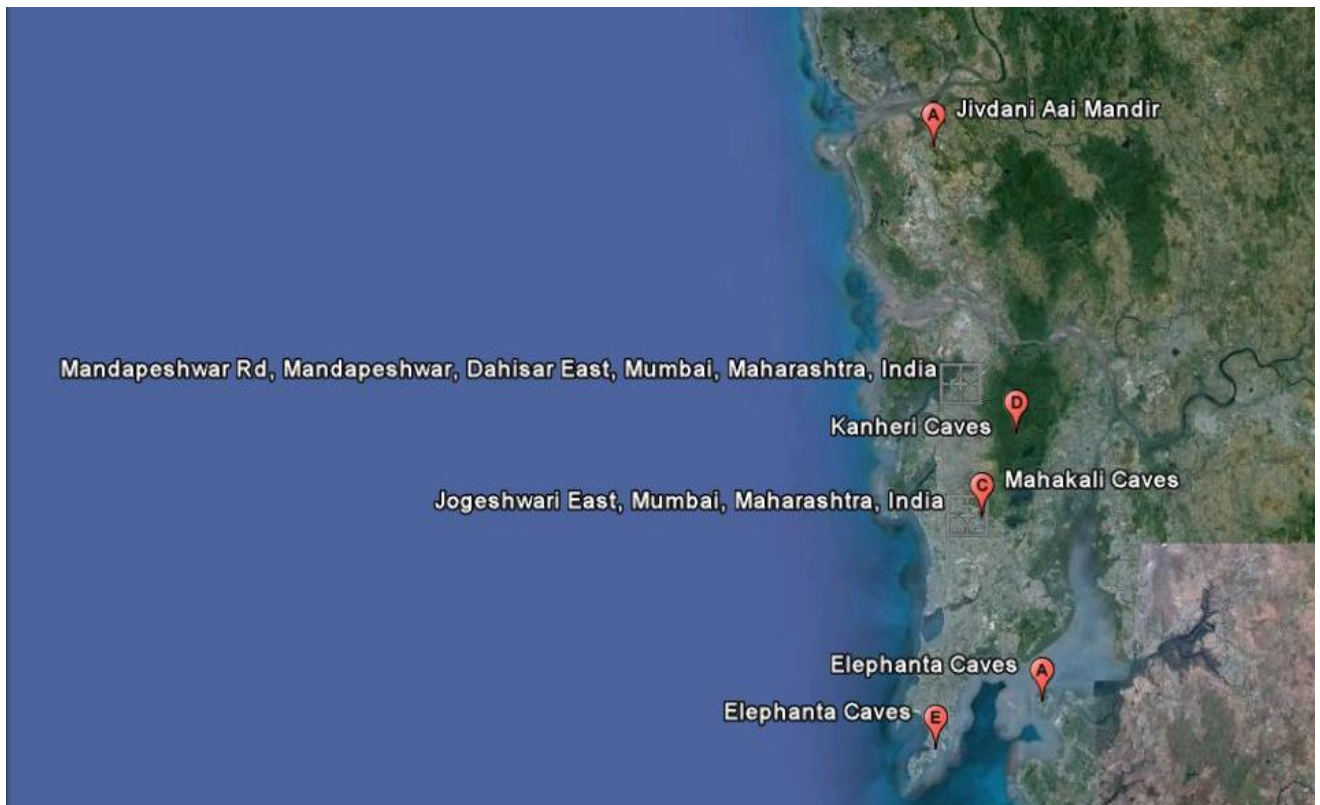 A Jivdani Aai Mandir
Mandapeshwar Rd, Mandapeshwar, Dahisar East, Mumbai, Maharashtra, India
D
Kanheri Caves
C Mahakali Caves
Jogeshwari East, Mumbai, Maharashtra, India
Elephanta Caves A
Elephanta Caves E